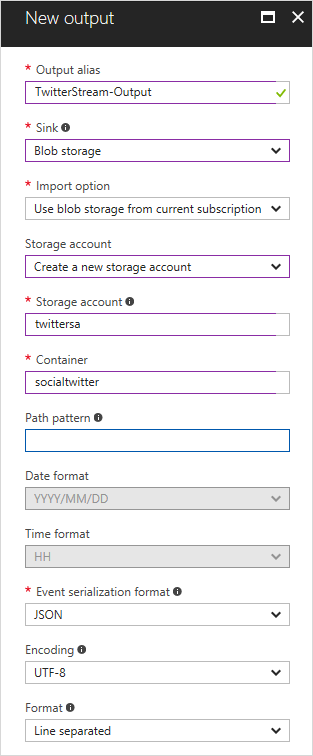 New output
* Output alias
TwitterStream-Output
* Sink
Blob storage
* Import option
Use blob storage from current subscription
Storage account
Create a new storage account
* Storage account
twittersa
* Container
socialtwitter
Path pattern
Date format
YYYY/MM/DD
Time format
HH
* Event serialization format
JSON
Encoding
UTF-8
Format
Line separated